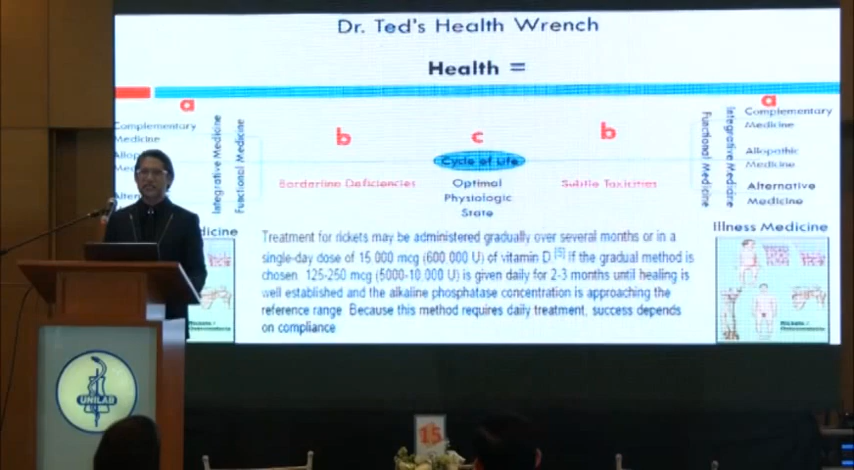 Dr. Ted's Health Wrench
Health =
a
a
Complementary
Medicine
Integrative Medicine
Functional Medicine
b
c
b
Functional Medicine
Integrative Medicine
Complementary
Medicine
Cycle of Life
Allopathic
Medicine
Borderline Deficiencies
Optimal
Physiologic
State
Subtle Toxicities
Alternative
Medicine
Illness Medicine
Treatment for rickets may be administered gradually over several months or in a
single-day dose of 15,000 mcg (600,000 U) of vitamin D [5] If the gradual method is
chosen, 125-250 mcg (5000-10,000 U) is given daily for 2-3 months until healing is
well established and the alkaline phosphatase concentration is approaching the
reference range. Because this method requires daily treatment, success depends
on compliance
UNILAB
15